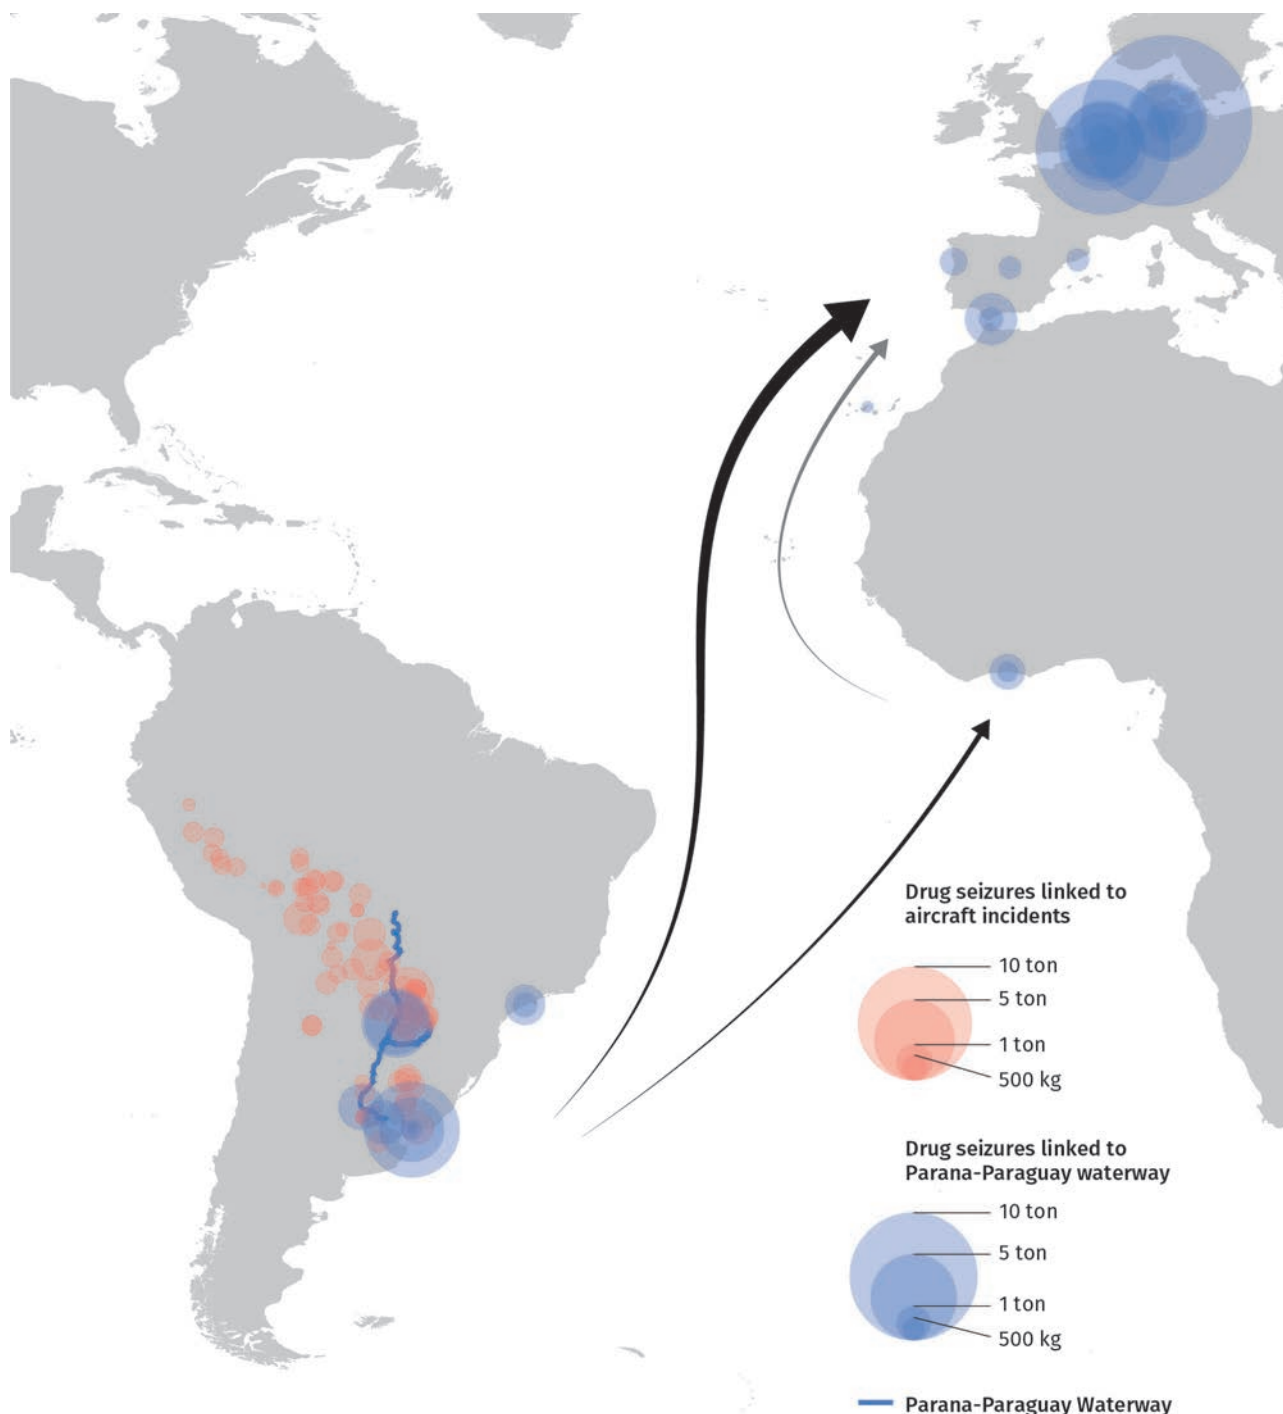 Drug seizures linked to
aircraft incidents
10 ton
5 ton
1 ton
500 kg
Drug seizures linked to
Parana-Paraguay waterway
10 ton
5 ton
1 ton
500 kg
Parana-Paraguay Waterway